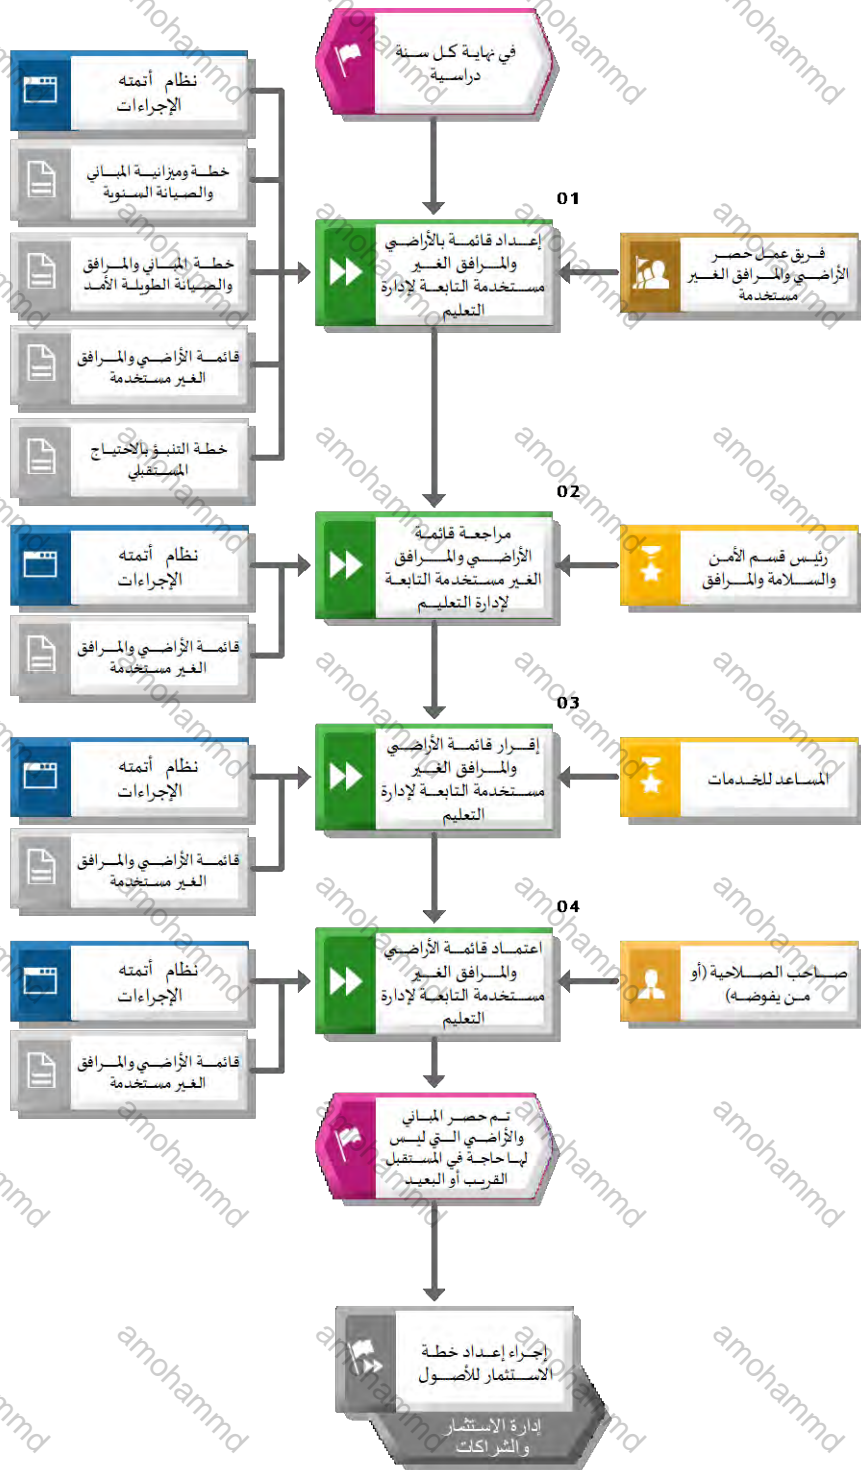 في نهاية كل سنة
دراسية
نظام أتمته
الإجراءات
خطة وميزانية المباني
والصيانة السنوية
خطة المباني والمرافق
والصيانة الطويلة الأمد
قائمة الأراضي والمرافق
الغير مستخدمة
خطة التنبؤ بالاحتياج
المستقبلي
01
إعداد قائمة بالأراضي
والمرافق الغير
مستخدمة التابعة لإدارة
التعليم
فريق عمل حصر
الأراضي والمرافق الغير
مستخدمة
02
مراجعة قائمة
الأراضي والمرافق
الغير مستخدمة التابعة
لإدارة التعليم
رئيس قسم الأمن
والسلامة والمرافق
نظام أتمته
الإجراءات
قائمة الأراضي والمرافق
الغير مستخدمة
03
إقرار قائمة الأراضي
والمرافق الغير
مستخدمة التابعة لإدارة
التعليم
المساعد للخدمات
نظام أتمته
الإجراءات
قائمة الأراضي والمرافق
الغير مستخدمة
04
اعتماد قائمة الأراضي
والمرافق الغير
مستخدمة التابعة لإدارة
التعليم
صاحب الصلاحية (أو
من يفوضه)
نظام أتمته
الإجراءات
قائمة الأراضي والمرافق
الغير مستخدمة
تم حصر المباني
والأراضي التي ليس
لها حاجة في المستقبل
القريب أو البعيد
إجراء إعداد خطة
الاستثمار للأصول
إدارة الاستثمار
والشراكات
amohammd